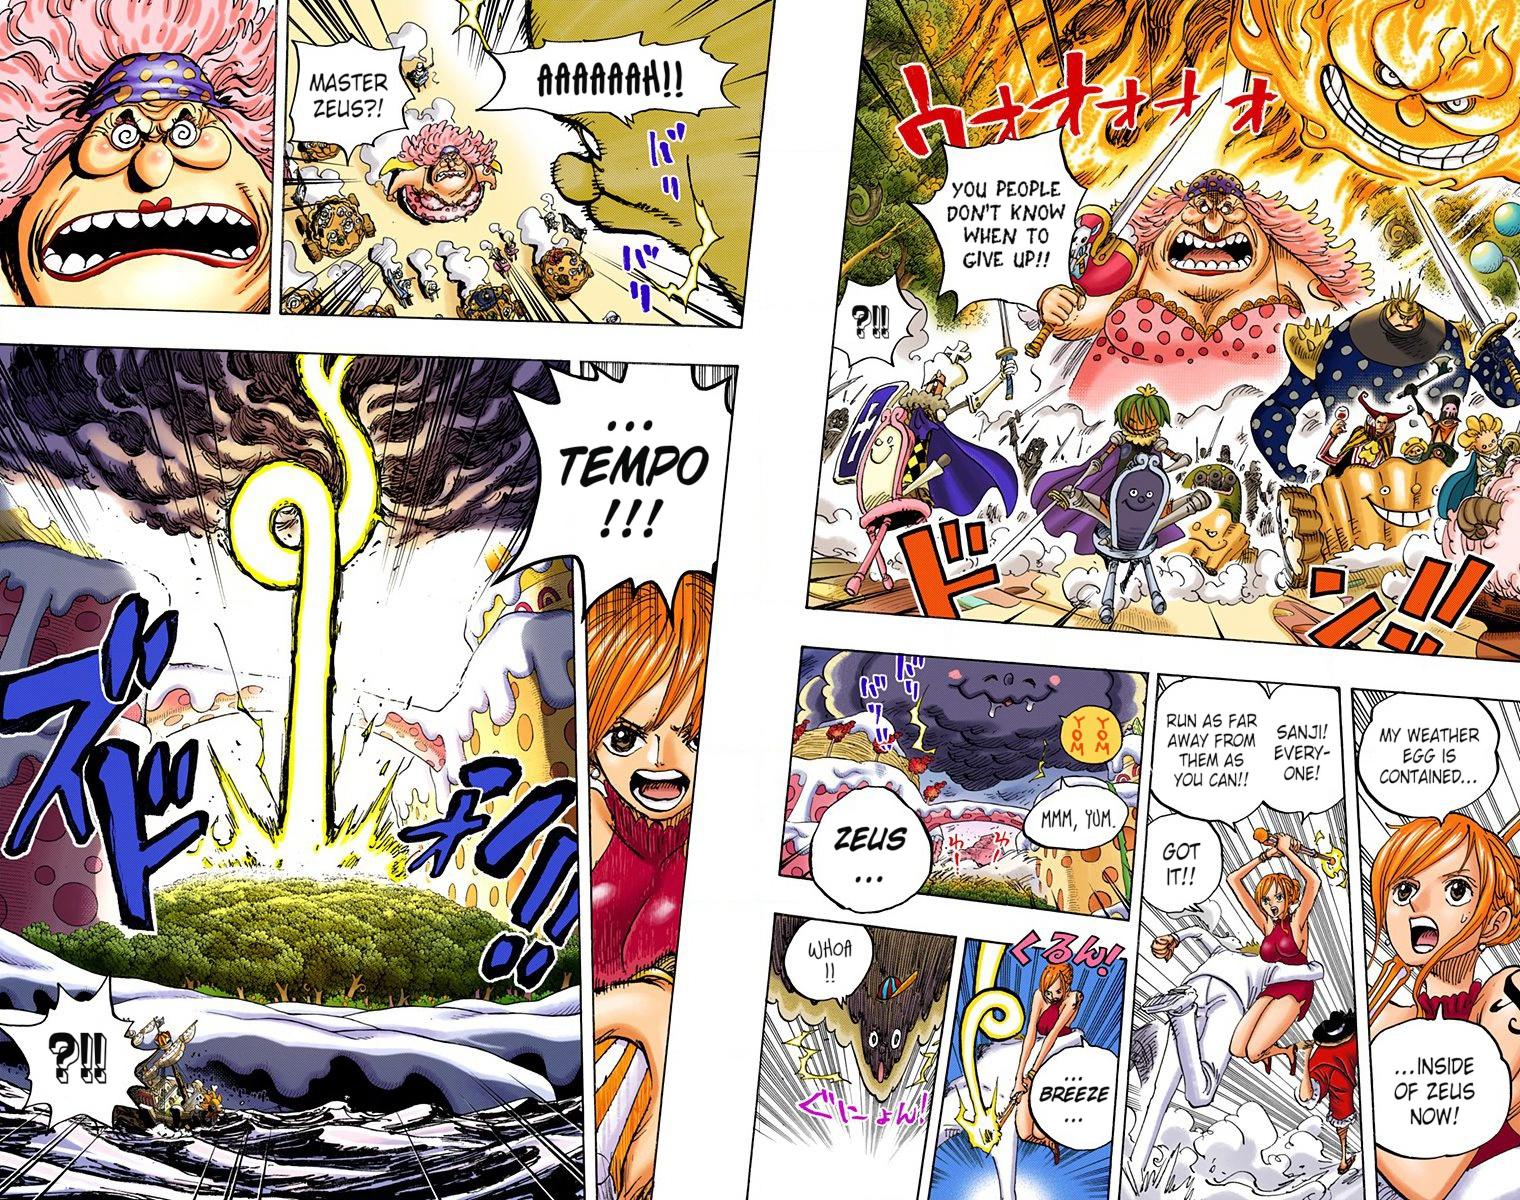 ウオオオオオ
YOU PEOPLE
DON'T KNOW
WHEN TO
GIVE UP!!
?!!
ドン!!
MY WEATHER
EGG IS
CONTAINED...
...INSIDE
OF ZEUS
NOW!
SANJI!
EVERY-
ONE!
RUN AS FAR
AWAY FROM
THEM AS
YOU CAN!!
GOT
IT!!
YOM
YOM
MMM, YUM.
ZEUS
...
くるん!
...
BREEZE
...
WHOA
!!
ぐにょん!
AAAAAAH!!
MASTER
ZEUS?!
バリ
バリ
...
TEMPO
!!!
ズドオン!!
?!!